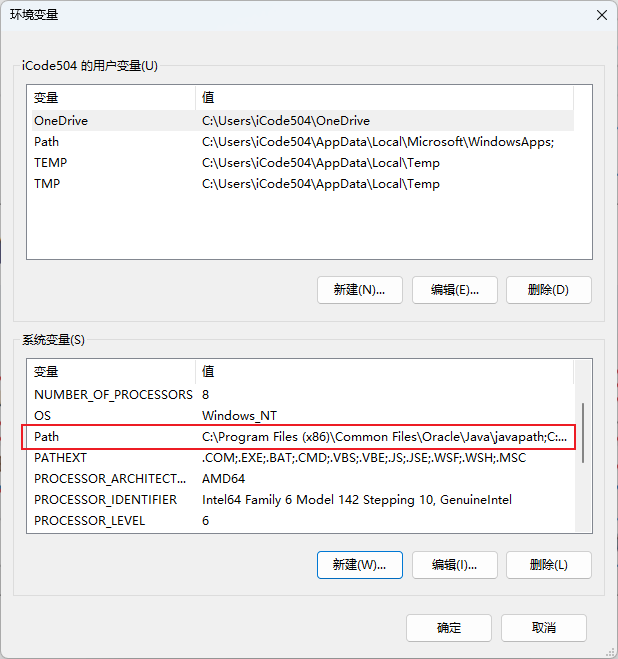 环境变量
iCode504 的用户变量(U)
变量 值
OneDrive C:\Users\iCode504\OneDrive
Path C:\Users\iCode504\AppData\Local\Microsoft\WindowsApps;
TEMP C:\Users\iCode504\AppData\Local\Temp
TMP C:\Users\iCode504\AppData\Local\Temp
新建(N)... 编辑(E)... 删除(D)
系统变量(S)
变量 值
NUMBER_OF_PROCESSORS 8
OS Windows_NT
Path C:\Program Files (x86)\Common Files\Oracle\Java\javapath;C:...
PATHEXT .COM;.EXE;.BAT;.CMD;.VBS;.VBE;.JS;.JSE;.WSF;.WSH;.MSC
PROCESSOR_ARCHITECT... AMD64
PROCESSOR_IDENTIFIER Intel64 Family 6 Model 142 Stepping 10, GenuineIntel
PROCESSOR_LEVEL 6
新建(W)... 编辑(I)... 删除(L)
确定 取消